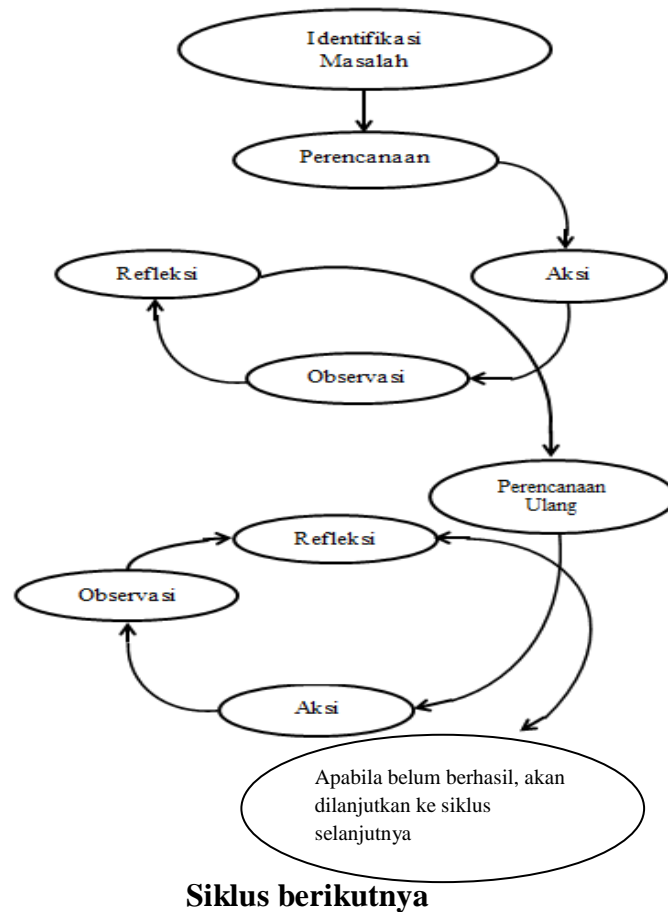 Identifikasi
Masalah
Perencanaan
Aksi
Observasi
Refleksi
Perencanaan
Ulang
Aksi
Observasi
Refleksi
Apabila belum berhasil, akan
dilanjutkan ke siklus
selanjutnya
Siklus berikutnya